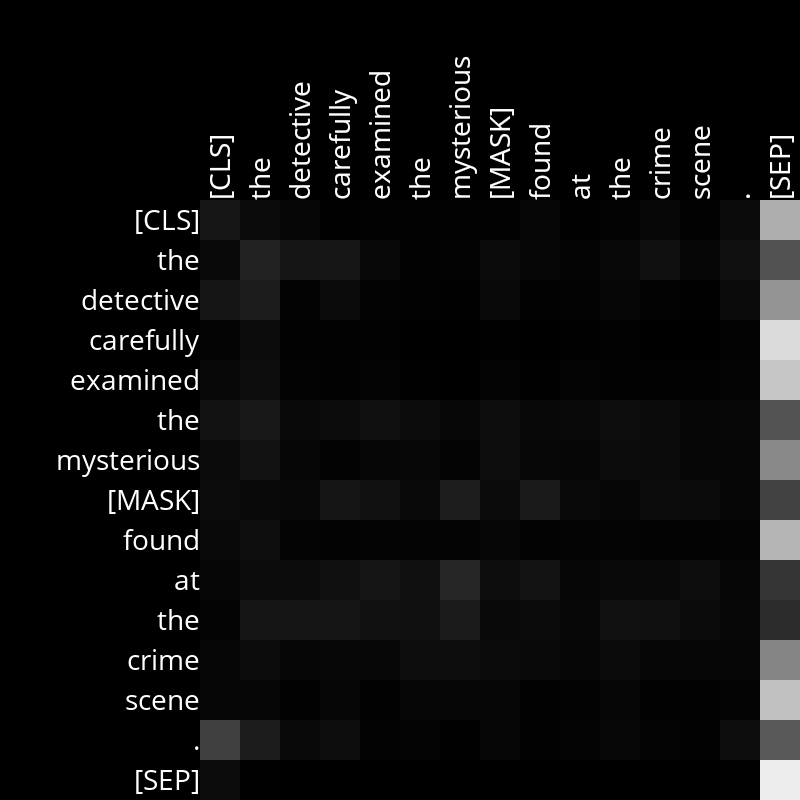 [CLS] the detective carefully examined the mysterious [MASK] found at the crime scene . [SEP]
[CLS]
the
detective
carefully
examined
the
mysterious
[MASK]
found
at
the
crime
scene
.
[SEP]